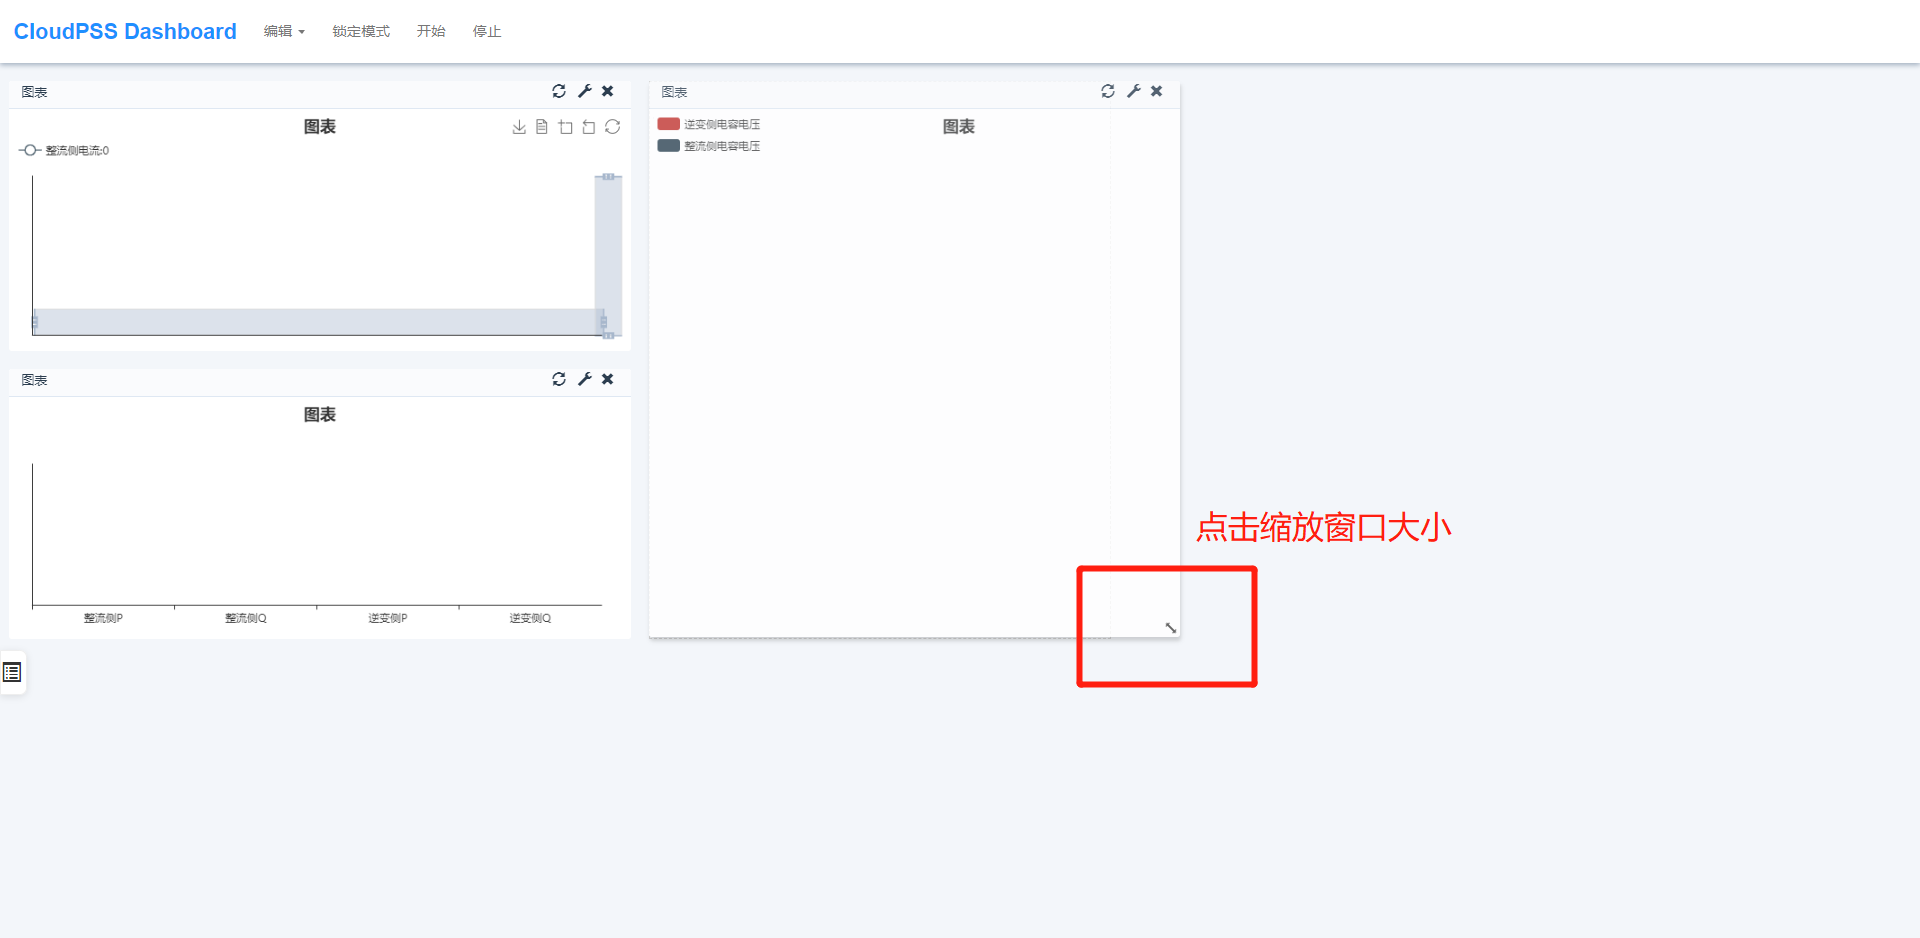 CloudPSS Dashboard 编辑 锁定模式 开始 停止
图表
图表
整流侧电流:0
图表
图表
整流侧P 整流侧Q 逆变侧P 逆变侧Q
图表
逆变侧电容电压
图表
整流侧电容电压
点击缩放窗口大小